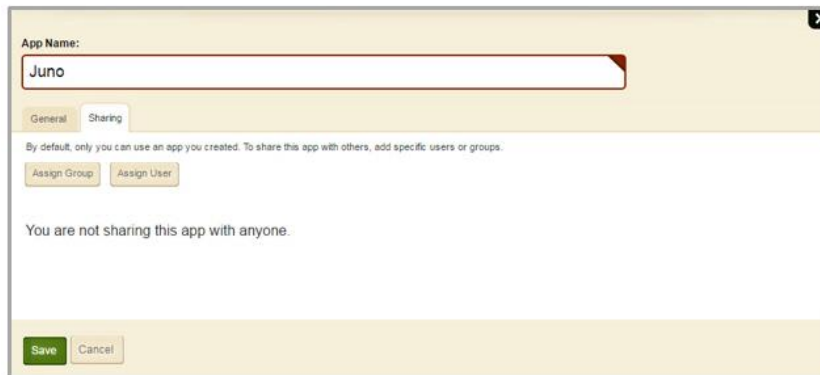 App Name:
Juno
General Sharing
By default, only you can use an app you created. To share this app with others, add specific users or groups.
Assign Group Assign User
You are not sharing this app with anyone.
Save Cancel